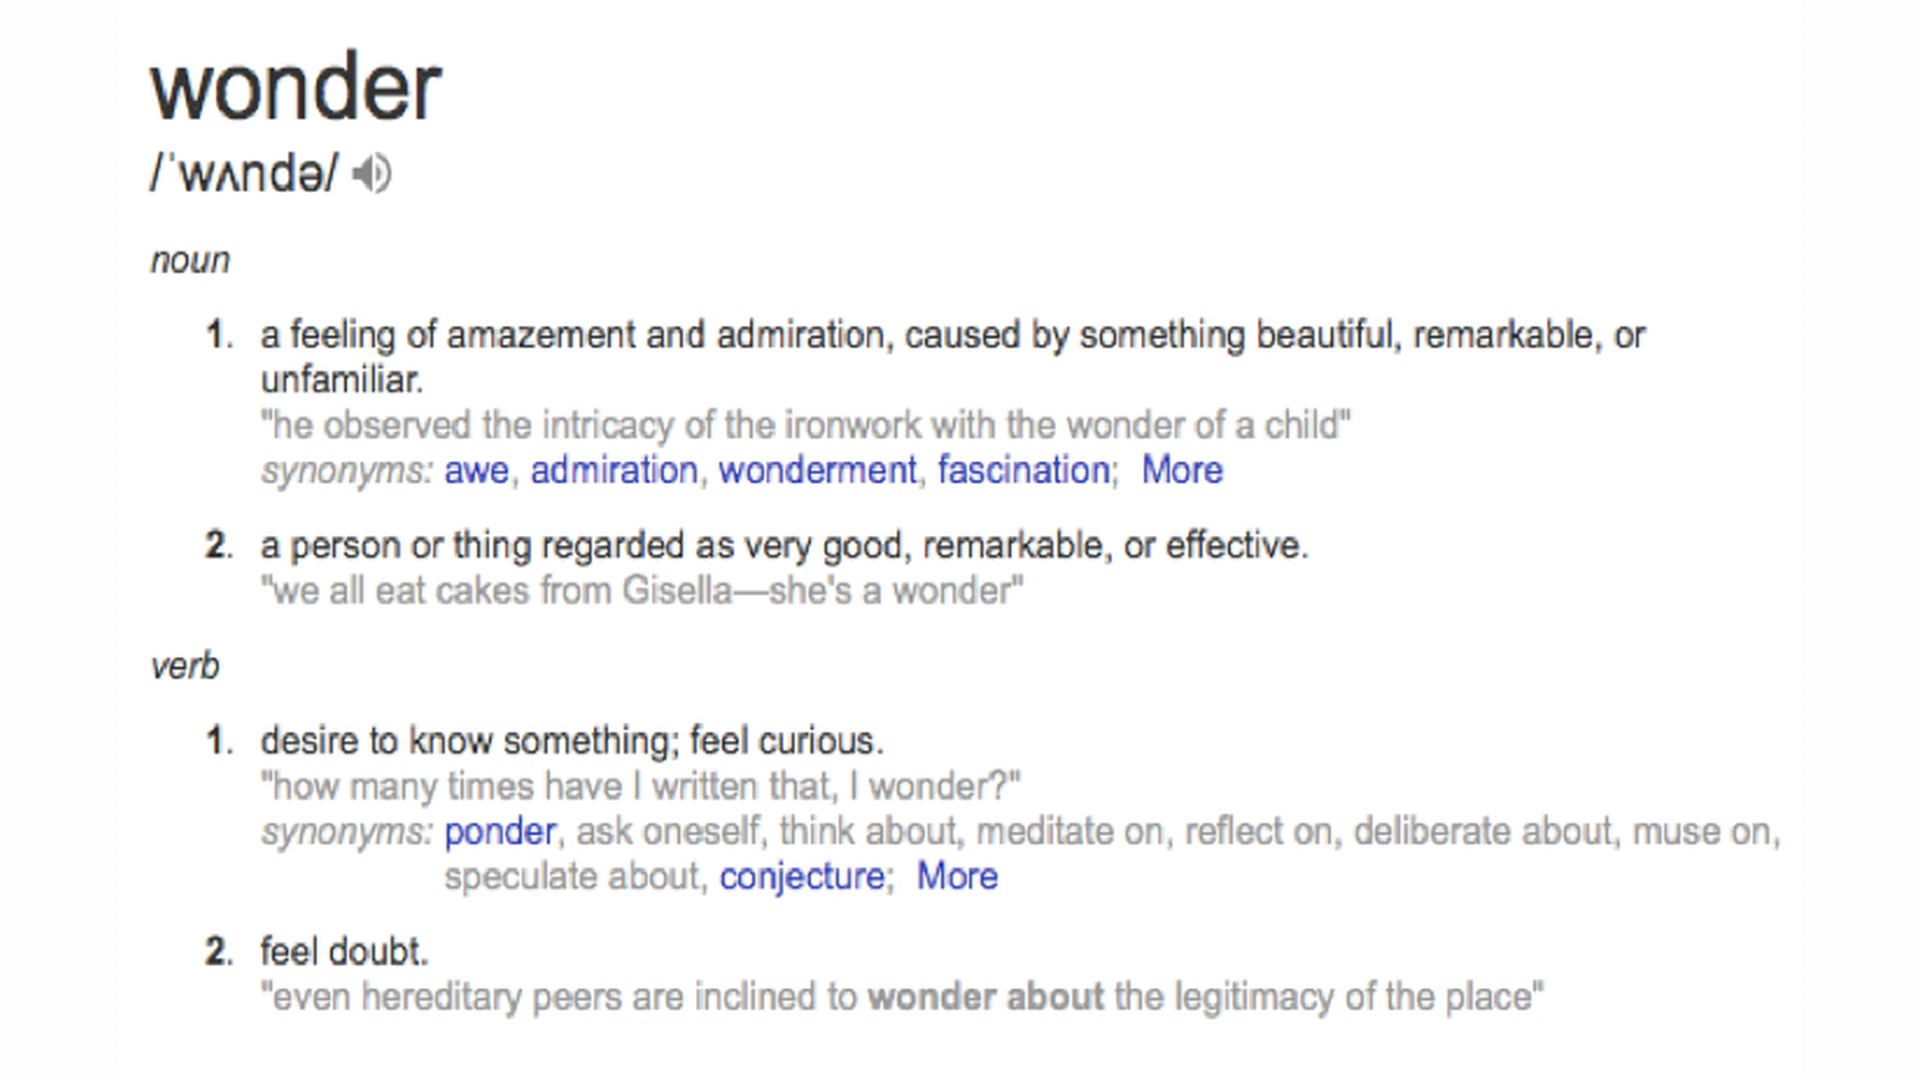 wonder
/ˈwʌndə/
noun
1. a feeling of amazement and admiration, caused by something beautiful, remarkable, or
unfamiliar.
"he observed the intricacy of the ironwork with the wonder of a child"
synonyms: awe, admiration, wonderment, fascination; More
2. a person or thing regarded as very good, remarkable, or effective.
"we all eat cakes from Gisella—she's a wonder"
verb
1. desire to know something; feel curious.
"how many times have I written that, I wonder?"
synonyms: ponder, ask oneself, think about, meditate on, reflect on, deliberate about, muse on,
speculate about, conjecture; More
2. feel doubt.
"even hereditary peers are inclined to wonder about the legitimacy of the place"